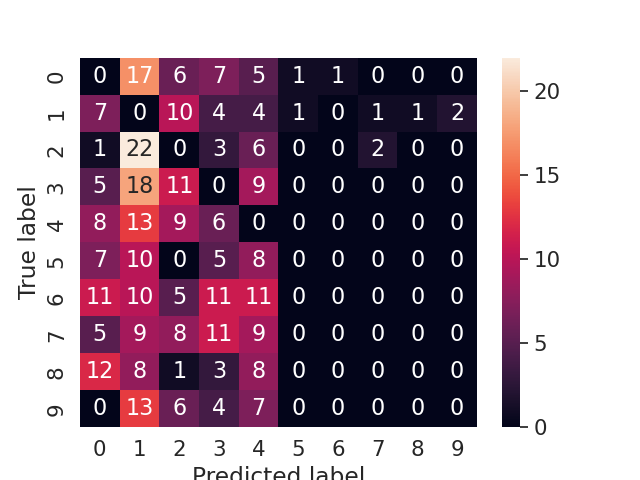 0 0 17 6 7 5 1 1 0 0 0
1 7 0 10 4 4 1 0 1 1 2
2 1 22 0 3 6 0 0 2 0 0
3 5 18 11 0 9 0 0 0 0 0
4 8 13 9 6 0 0 0 0 0 0
5 7 10 0 5 8 0 0 0 0 0
6 11 10 5 11 11 0 0 0 0 0
7 5 9 8 11 9 0 0 0 0 0
8 12 8 1 3 8 0 0 0 0 0
9 0 13 6 4 7 0 0 0 0 0
0 1 2 3 4 5 6 7 8 9
Predicted label
True label
20
15
10
5
0